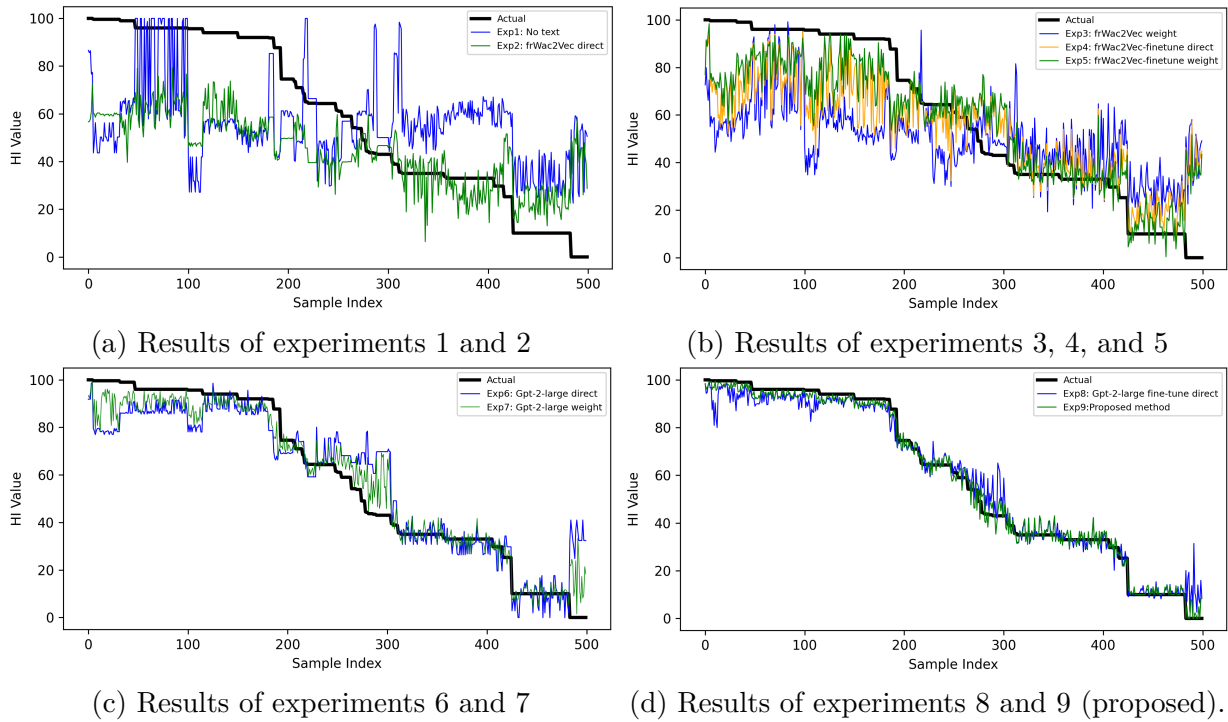 Actual
Exp1: No text
Exp2: frWac2Vec direct
HI Value
100
80
60
40
20
0
0 100 200 300 400 500
Sample Index
(a) Results of experiments 1 and 2
Actual
Exp3: frWac2Vec weight
Exp4: frWac2Vec-finetune direct
Exp5: frWac2Vec-finetune weight
HI Value
100
80
60
40
20
0
0 100 200 300 400 500
Sample Index
(b) Results of experiments 3, 4, and 5
Actual
Exp6: Gpt-2-large direct
Exp7: Gpt-2-large weight
HI Value
100
80
60
40
20
0
0 100 200 300 400 500
Sample Index
(c) Results of experiments 6 and 7
Actual
Exp8: Gpt-2-large fine-tune direct
Exp9:Proposed method
HI Value
100
80
60
40
20
0
0 100 200 300 400 500
Sample Index
(d) Results of experiments 8 and 9 (proposed).